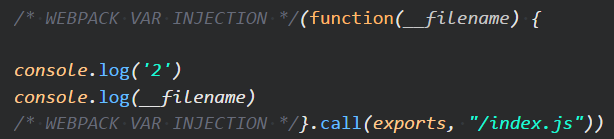 /* WEBPACK VAR INJECTION */(function(__filename) {
console.log('2')
console.log(__filename)
/* WEBPACK VAR INJECTION */}.call(exports, "/index.js"))